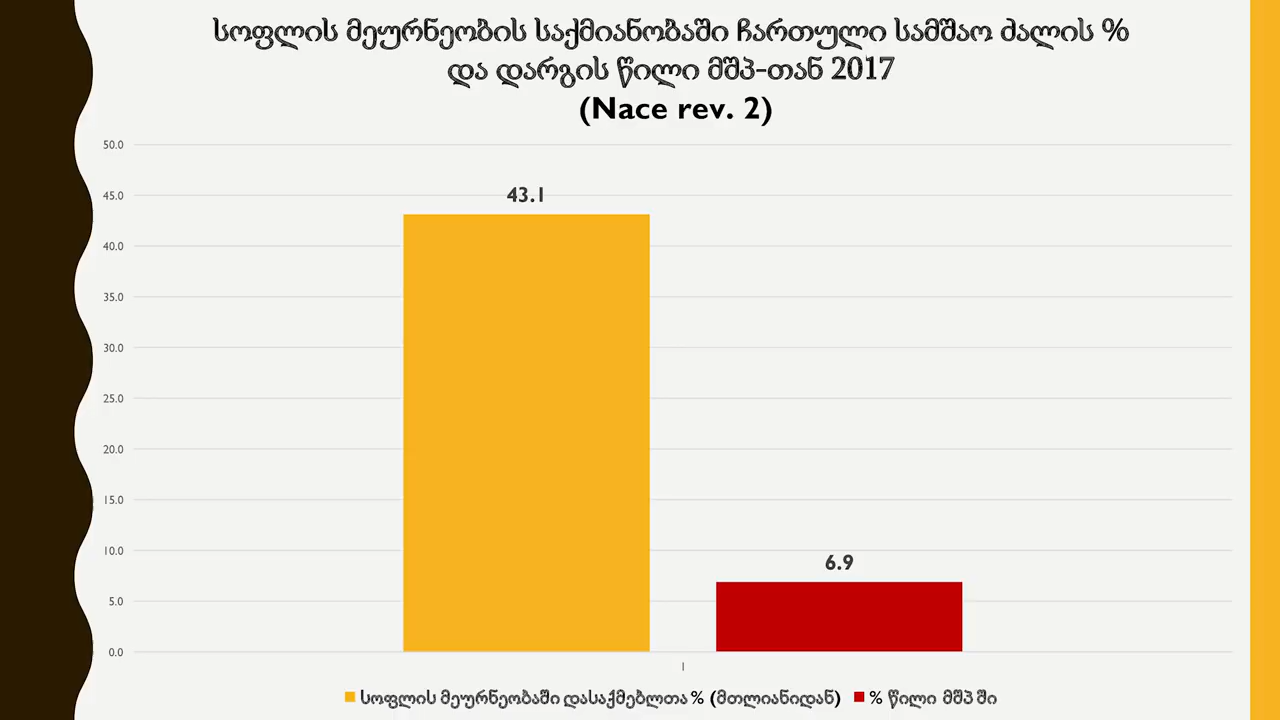 სოფლის მეურნეობის საქმიანობაში ჩართული სამშაო ძალის %
და დარგის წილი მშპ-თან 2017
(Nace rev. 2)
50.0
45.0
40.0
35.0
30.0
25.0
20.0
15.0
10.0
5.0
0.0
43.1
6.9
1
სოფლის მეურნეობაში დასაქმებლთა % (მთლიანიდან)
% წილი მშპ ში